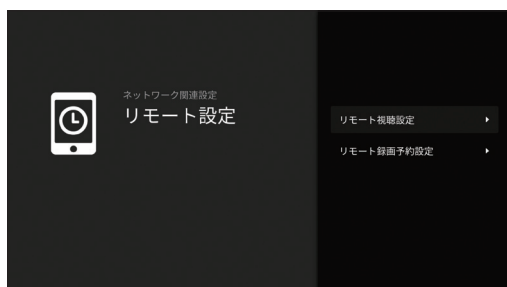 ネットワーク関連設定
リモート設定
リモート視聴設定
リモート録画予約設定